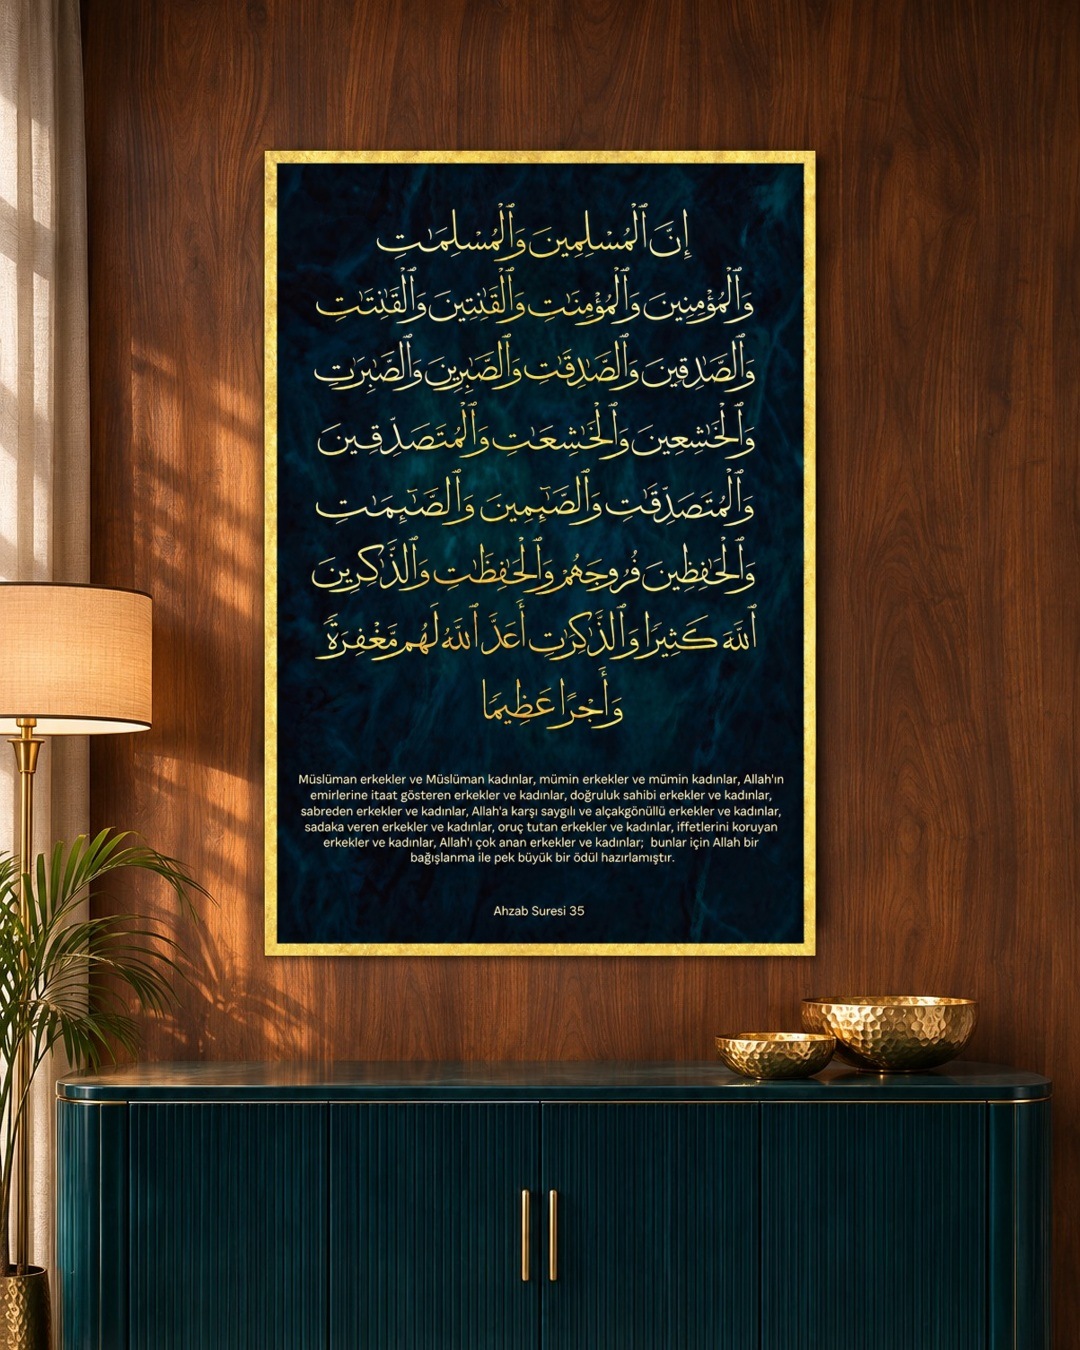 إِنَّ ٱلْمُسْلِمِينَ وَٱلْمُسْلِمَٰتِ
وَٱلْمُؤْمِنِينَ وَٱلْمُؤْمِنَٰتِ وَٱلْقَٰنِتِينَ وَٱلْقَٰنِتَٰتِ
وَٱلصَّٰدِقِينَ وَٱلصَّٰدِقَٰتِ وَٱلصَّٰبِرِينَ وَٱلصَّٰبِرَٰتِ
وَٱلْخَٰشِعِينَ وَٱلْخَٰشِعَٰتِ وَٱلْمُتَصَدِّقِينَ
وَٱلْمُتَصَدِّقَٰتِ وَٱلصَّٰٓئِمِينَ وَٱلصَّٰٓئِمَٰتِ
وَٱلْحَٰفِظِينَ فُرُوجَهُمْ وَٱلْحَٰفِظَٰتِ وَٱلذَّٰكِرِينَ
ٱللَّهَ كَثِيرًا وَٱلذَّٰكِرَٰتِ أَعَدَّ ٱللَّهُ لَهُم مَّغْفِرَةً
وَأَجْرًا عَظِيمًا
Müslüman erkekler ve Müslüman kadınlar, mümin erkekler ve mümin kadınlar, Allah'ın
emirlerine itaat gösteren erkekler ve kadınlar, doğruluk sahibi erkekler ve kadınlar,
sabreden erkekler ve kadınlar, Allah'a karşı saygılı ve alçakgönüllü erkekler ve kadınlar,
sadaka veren erkekler ve kadınlar, oruç tutan erkekler ve kadınlar, iffetlerini koruyan
erkekler ve kadınlar, Allah'ı çok anan erkekler ve kadınlar;  bunlar için Allah bir
bağışlanma ile pek büyük bir ödül hazırlamıştır.
Ahzab Suresi 35